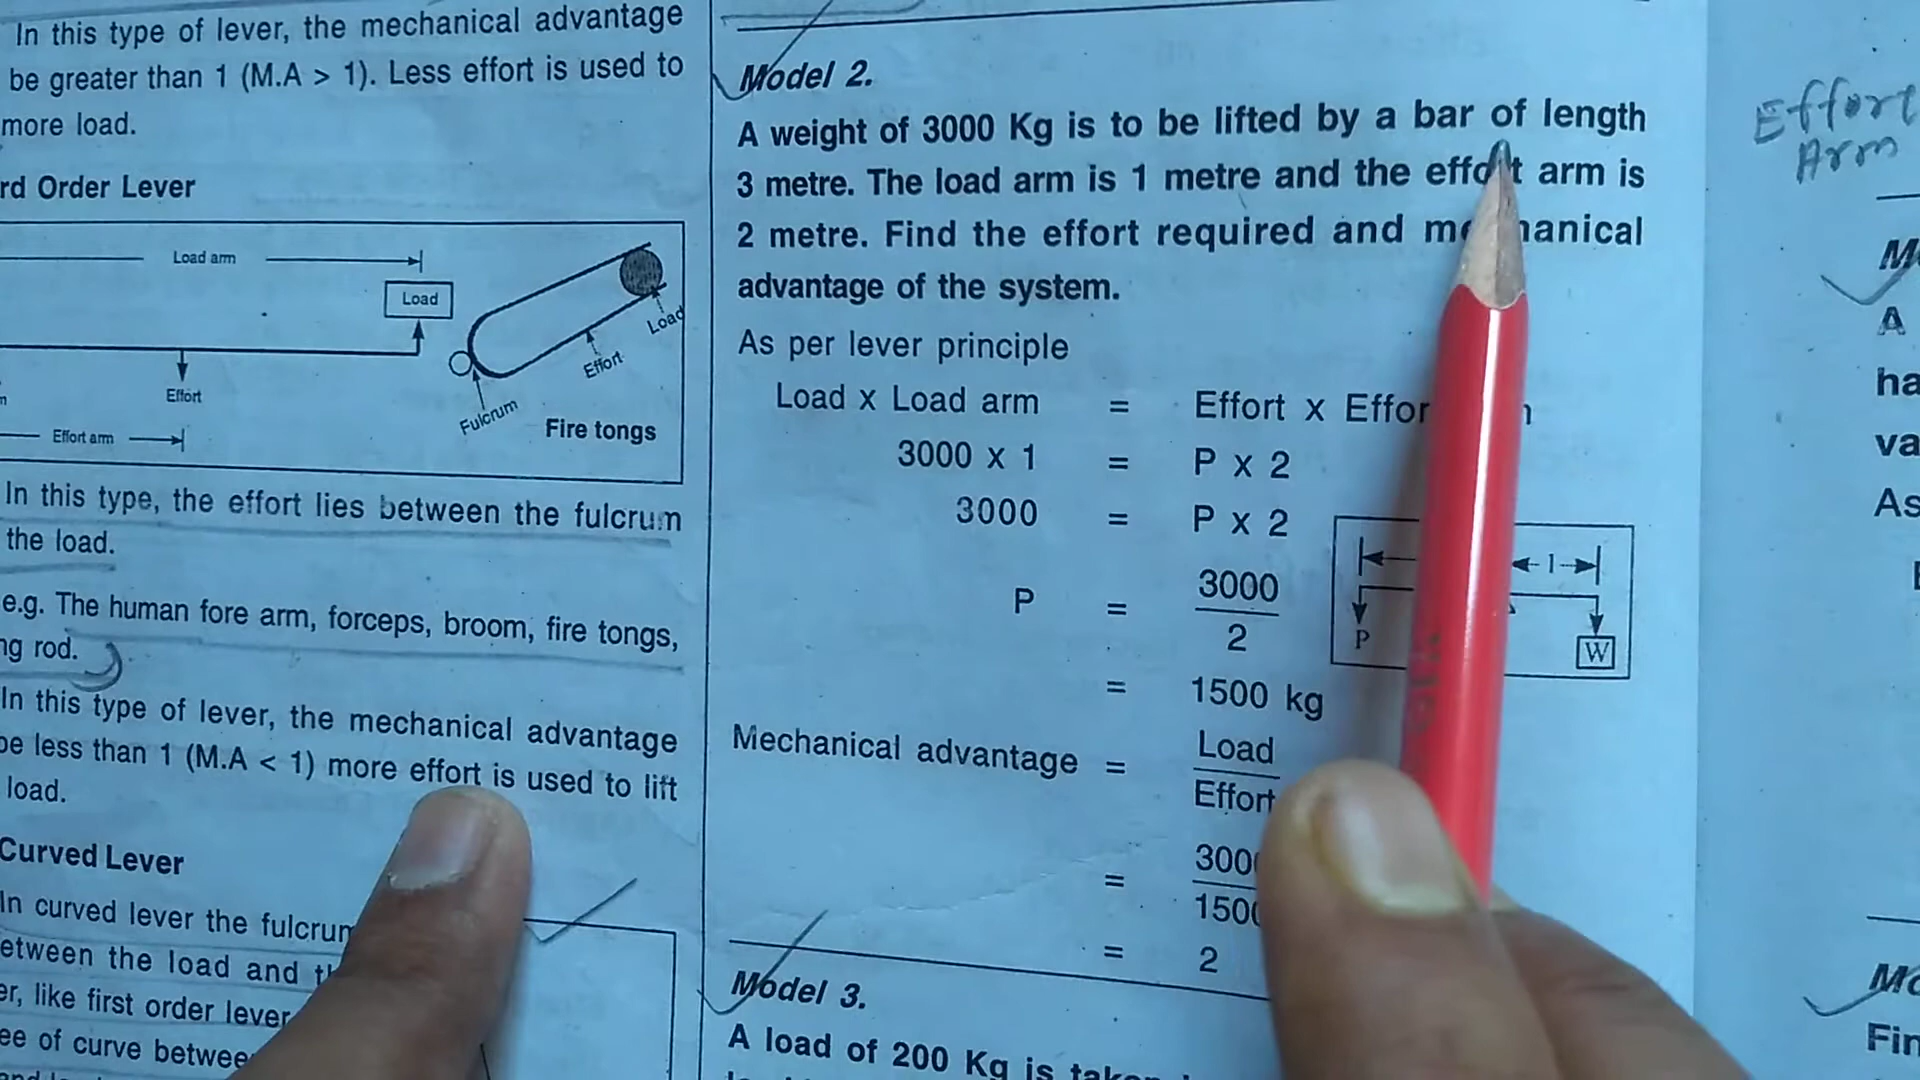 In this type of lever, the mechanical advantage
be greater than 1 (M.A > 1). Less effort is used to
more load.
rd Order Lever
Load arm
Load
Effort
Effort arm
Load
Effort
Fulcrum
Fire tongs
In this type, the effort lies between the fulcrum
the load.
e.g. The human fore arm, forceps, broom, fire tongs,
ng rod.
In this type of lever, the mechanical advantage
be less than 1 (M.A < 1) more effort is used to lift
load.
Curved Lever
In curved lever the fulcrum
etween the load and
er, like first order lever
ee of curve betwee
Model 2.
A weight of 3000 Kg is to be lifted by a bar of length
3 metre. The load arm is 1 metre and the effort arm is
2 metre. Find the effort required and mechanical
advantage of the system.
As per lever principle
Load x Load arm = Effort x Effor
3000 x 1 = P x 2
3000 = P x 2
P = 3000
2
= 1500 kg
1
P
W
Mechanical advantage = Load
Effort
= 300
150
= 2
Model 3.
A load of 200 Kg is taken
Effort
Arm
M
A
ha
va
As
Mo
Fin